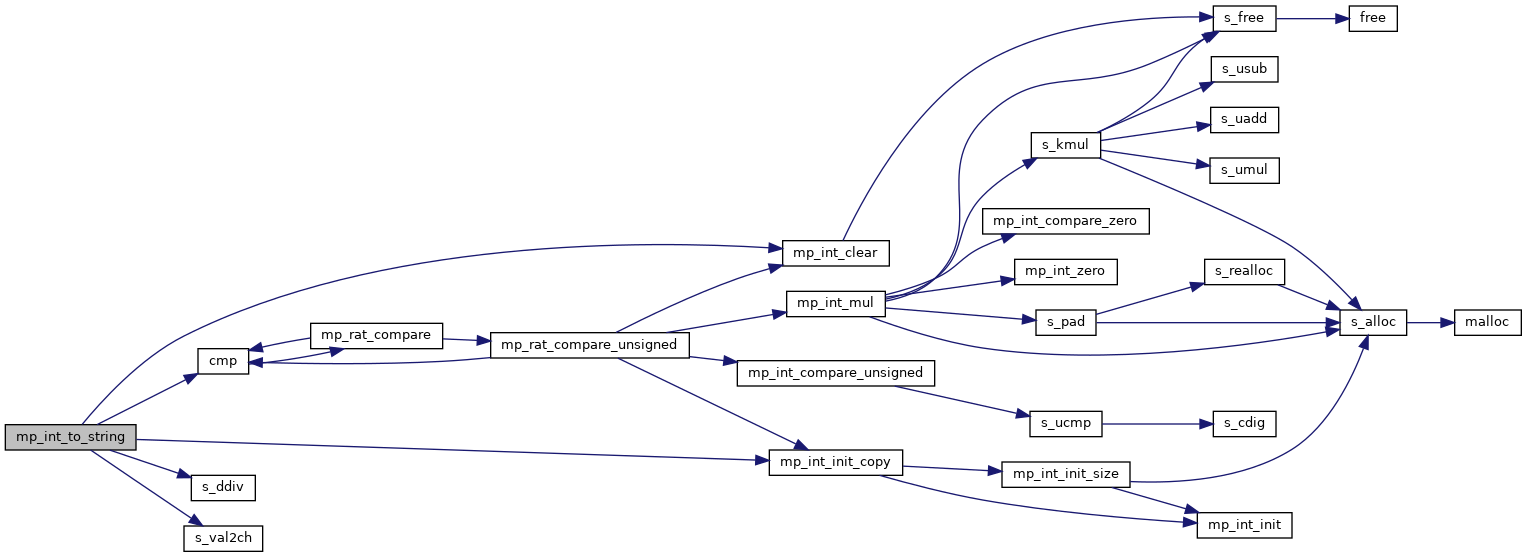 mp_int_to_string
cmp
s_ddiv
s_val2ch
mp_rat_compare
mp_rat_compare_unsigned
mp_int_clear
mp_int_mul
mp_int_compare_unsigned
mp_int_init_copy
s_kmul
mp_int_compare_zero
mp_int_zero
s_pad
s_ucmp
mp_int_init_size
s_free
s_usub
s_uadd
s_umul
s_realloc
s_cdig
mp_int_init
free
s_alloc
malloc